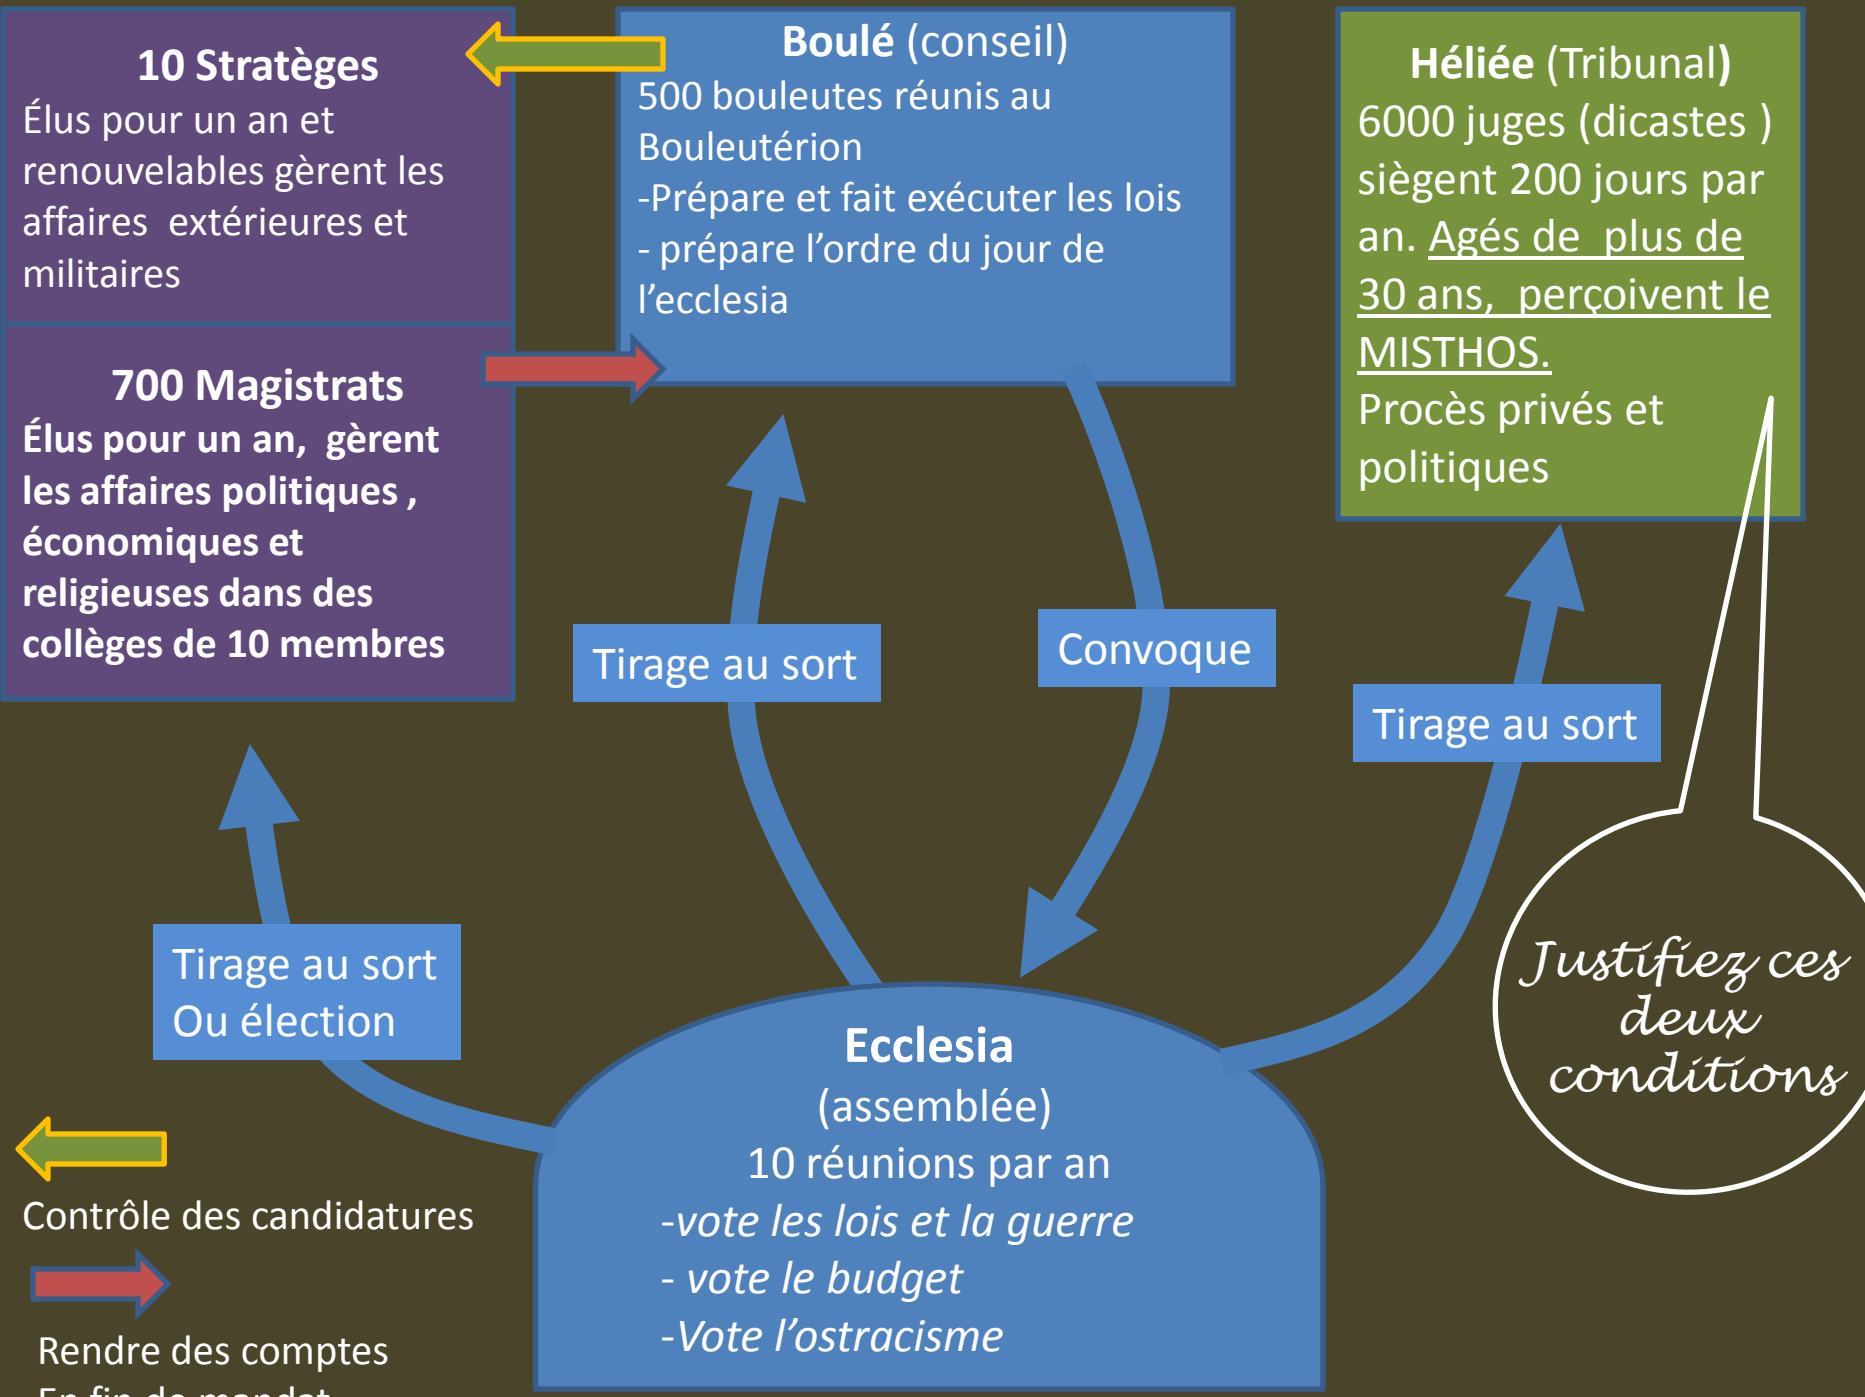 10 Stratèges
Élus pour un an et
renouvelables gèrent les
affaires extérieures et
militaires
700 Magistrats
Élus pour un an, gèrent
les affaires politiques ,
économiques et
religieuses dans des
collèges de 10 membres
Boulé (conseil)
500 bouleutes réunis au
Bouleutérion
-Prépare et fait exécuter les lois
- prépare l’ordre du jour de
l’ecclesia
Héliée (Tribunal)
6000 juges (dicastes )
siègent 200 jours par
an. Agés de plus de
30 ans, perçoivent le
MISTHOS.
Procès privés et
politiques
Tirage au sort
Convoque
Tirage au sort
Tirage au sort
Ou élection
Justifiez ces
deux
conditions
Ecclesia
(assemblée)
10 réunions par an
-vote les lois et la guerre
- vote le budget
-Vote l’ostracisme
Contrôle des candidatures
Rendre des comptes
En fin de mandat